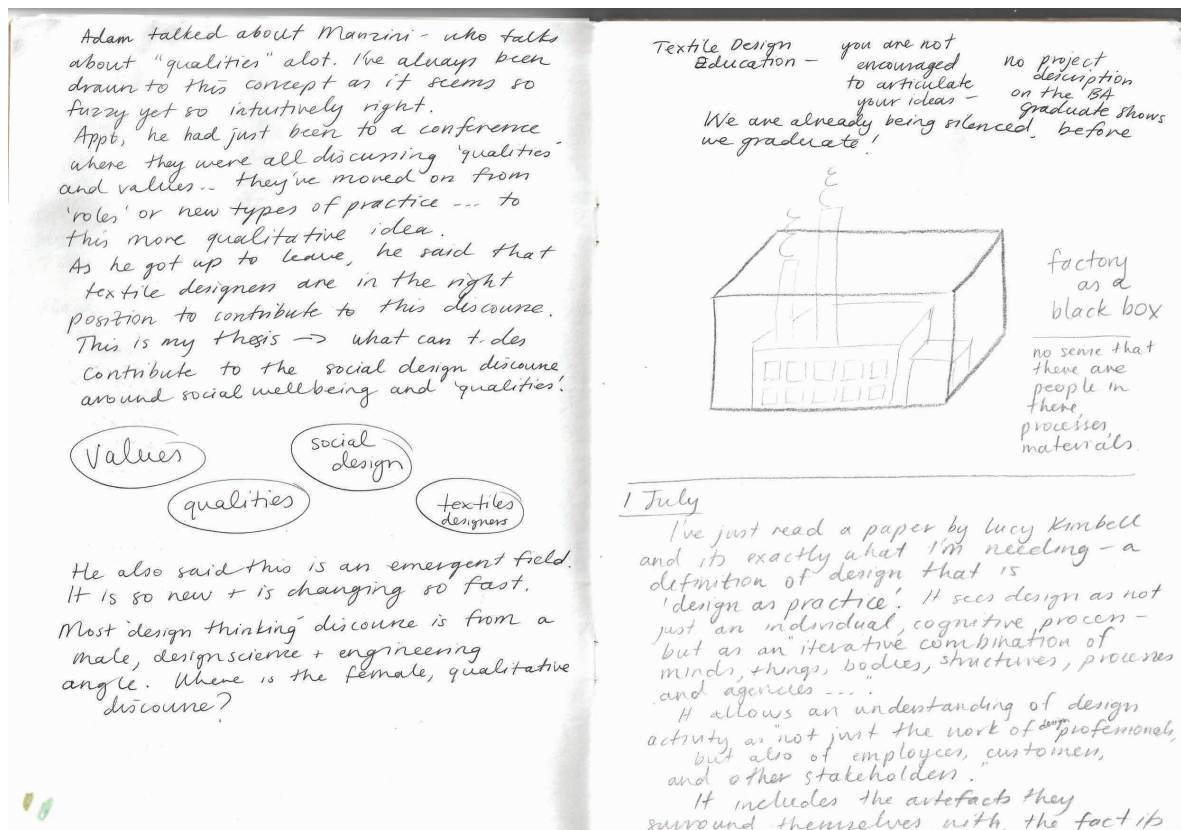 Adam talked about Manzini - who talks
about "qualities" alot. I've always been
drawn to this concept as it seems so
fuzzy yet so intuitively right.
Appt, he had just been to a conference
where they were all discussing 'qualities'
and values.. they've moved on from
'roles' or new types of practice ... to
this more qualitative idea.
As he got up to leave, he said that
textile designers are in the right
position to contribute to this discourse.
This is my thesis → what can t.des
contribute to the social design discourse
around social wellbeing and 'qualities'.
values
social
design
qualities
textiles
designers
He also said this is an emergent field.
It is so new + is changing so fast.
Most 'design thinking' discourse is from a
male, design science + engineering
angle. Where is the female, qualitative
discourse?
Textile Design
Education -
you are not
encouraged
to articulate
your ideas -
no project
description
on the BA
graduate shows
We are already being silenced, before
we graduate!
factory
as a
black box
no sense that
there are
people in
there,
processes,
materials.
1 July
I've just read a paper by Lucy Kimbell
and its exactly what I'm needing - a
definition of design that is
'design as practice'. It sees design as not
just an individual, cognitive process -
but as an "iterative combination of
minds, things, bodies, structures, processes
and agencies ...."
It allows an understanding of design
activity as "not just the work of design professionals,
but also of employees, customers,
and other stakeholders."
It includes the artefacts they
surround themselves with, the fact its